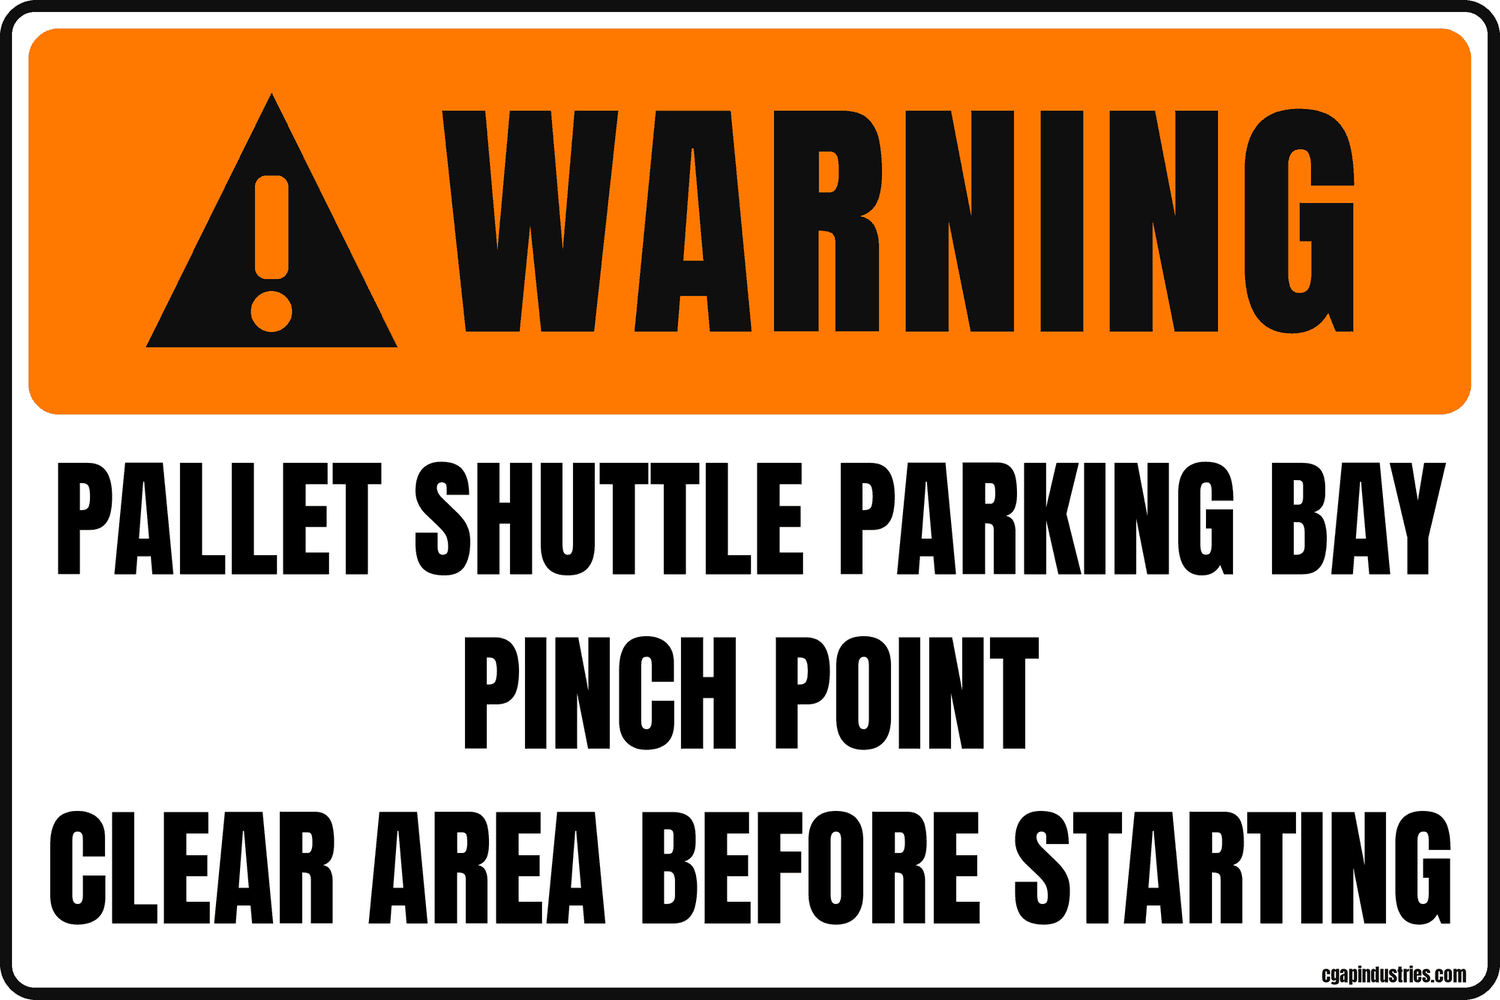 WARNING
PALLET SHUTTLE PARKING BAY
PINCH POINT
CLEAR AREA BEFORE STARTING
cgapindustries.com